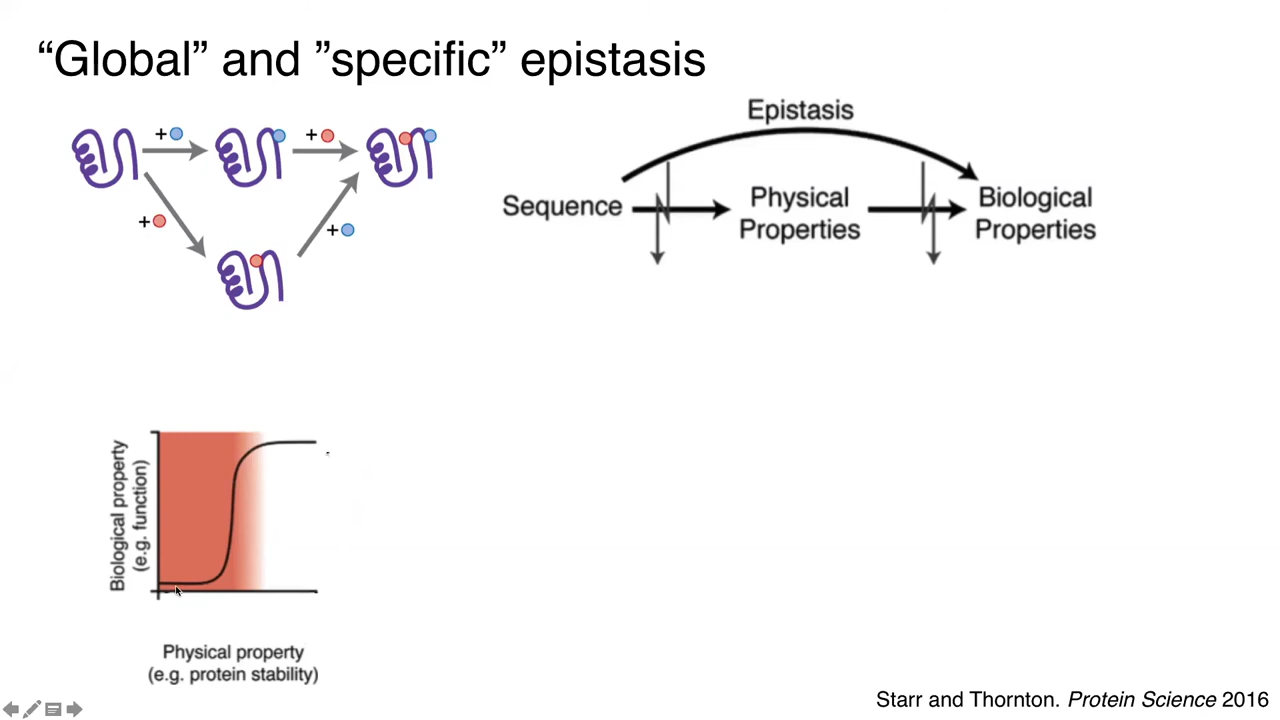 “Global” and ”specific” epistasis
+
+
+
+
Epistasis
Sequence
Physical
Properties
Biological
Properties
Biological property
(e.g. function)
Physical property
(e.g. protein stability)
Starr and Thornton. Protein Science 2016